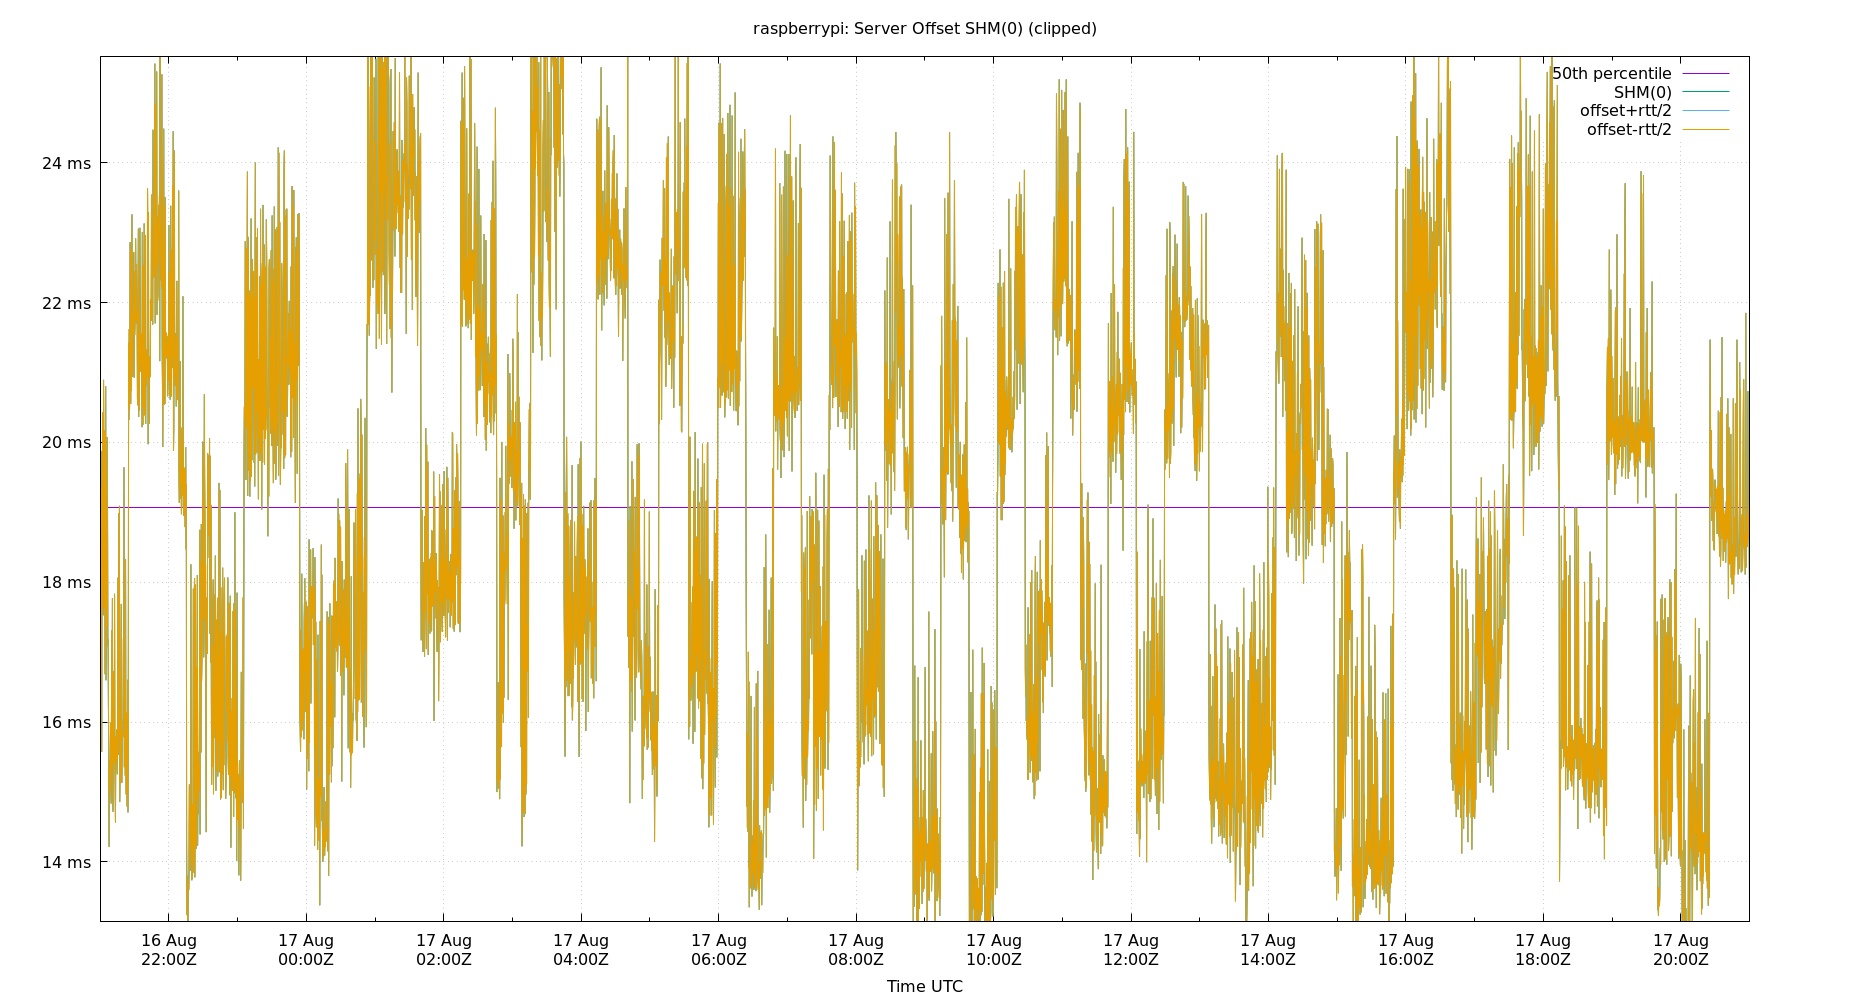 raspberrypi: Server Offset SHM(0) (clipped)
50th percentile
SHM(0)
offset+rtt/2
offset-rtt/2
24 ms
22 ms
20 ms
18 ms
16 ms
14 ms
16 Aug 17 Aug 17 Aug 17 Aug 17 Aug 17 Aug 17 Aug 17 Aug 17 Aug 17 Aug 17 Aug 17 Aug
22:00Z 00:00Z 02:00Z 04:00Z 06:00Z 08:00Z 10:00Z 12:00Z 14:00Z 16:00Z 18:00Z 20:00Z
Time UTC